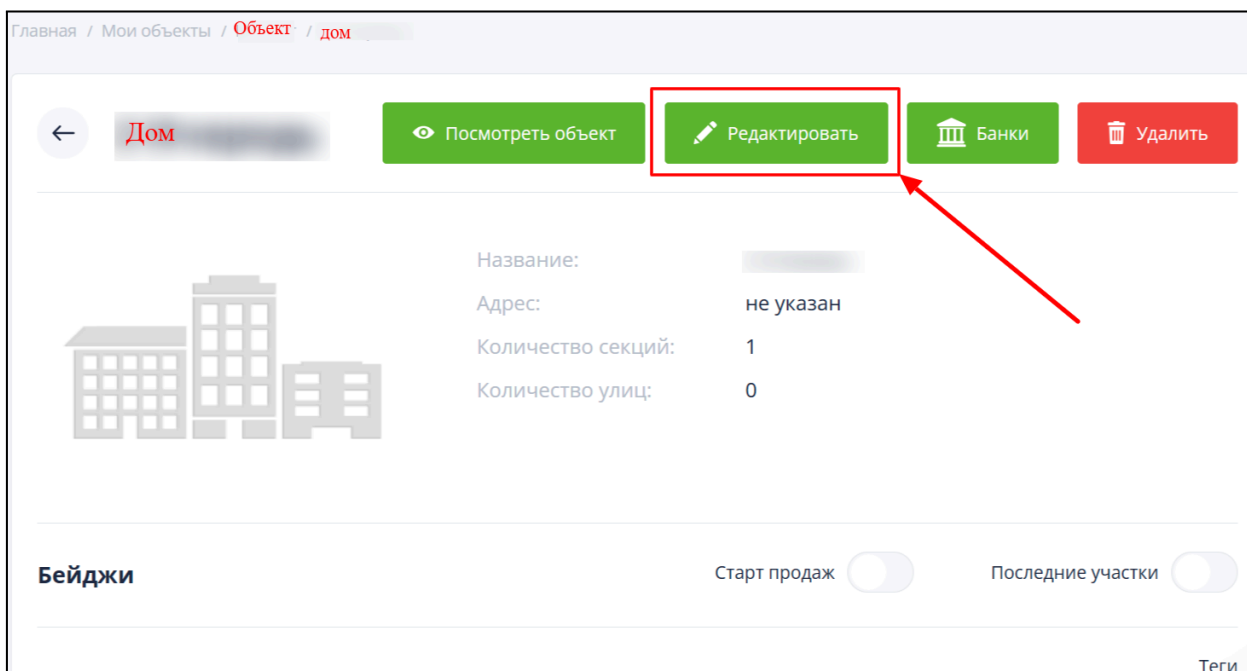 Главная / Мои объекты / Объект / дом
Дом
Посмотреть объект
Редактировать
Банки
Удалить
Название:
Адрес: не указан
Количество секций: 1
Количество улиц: 0
Бейджи
Старт продаж
Последние участки
Теги